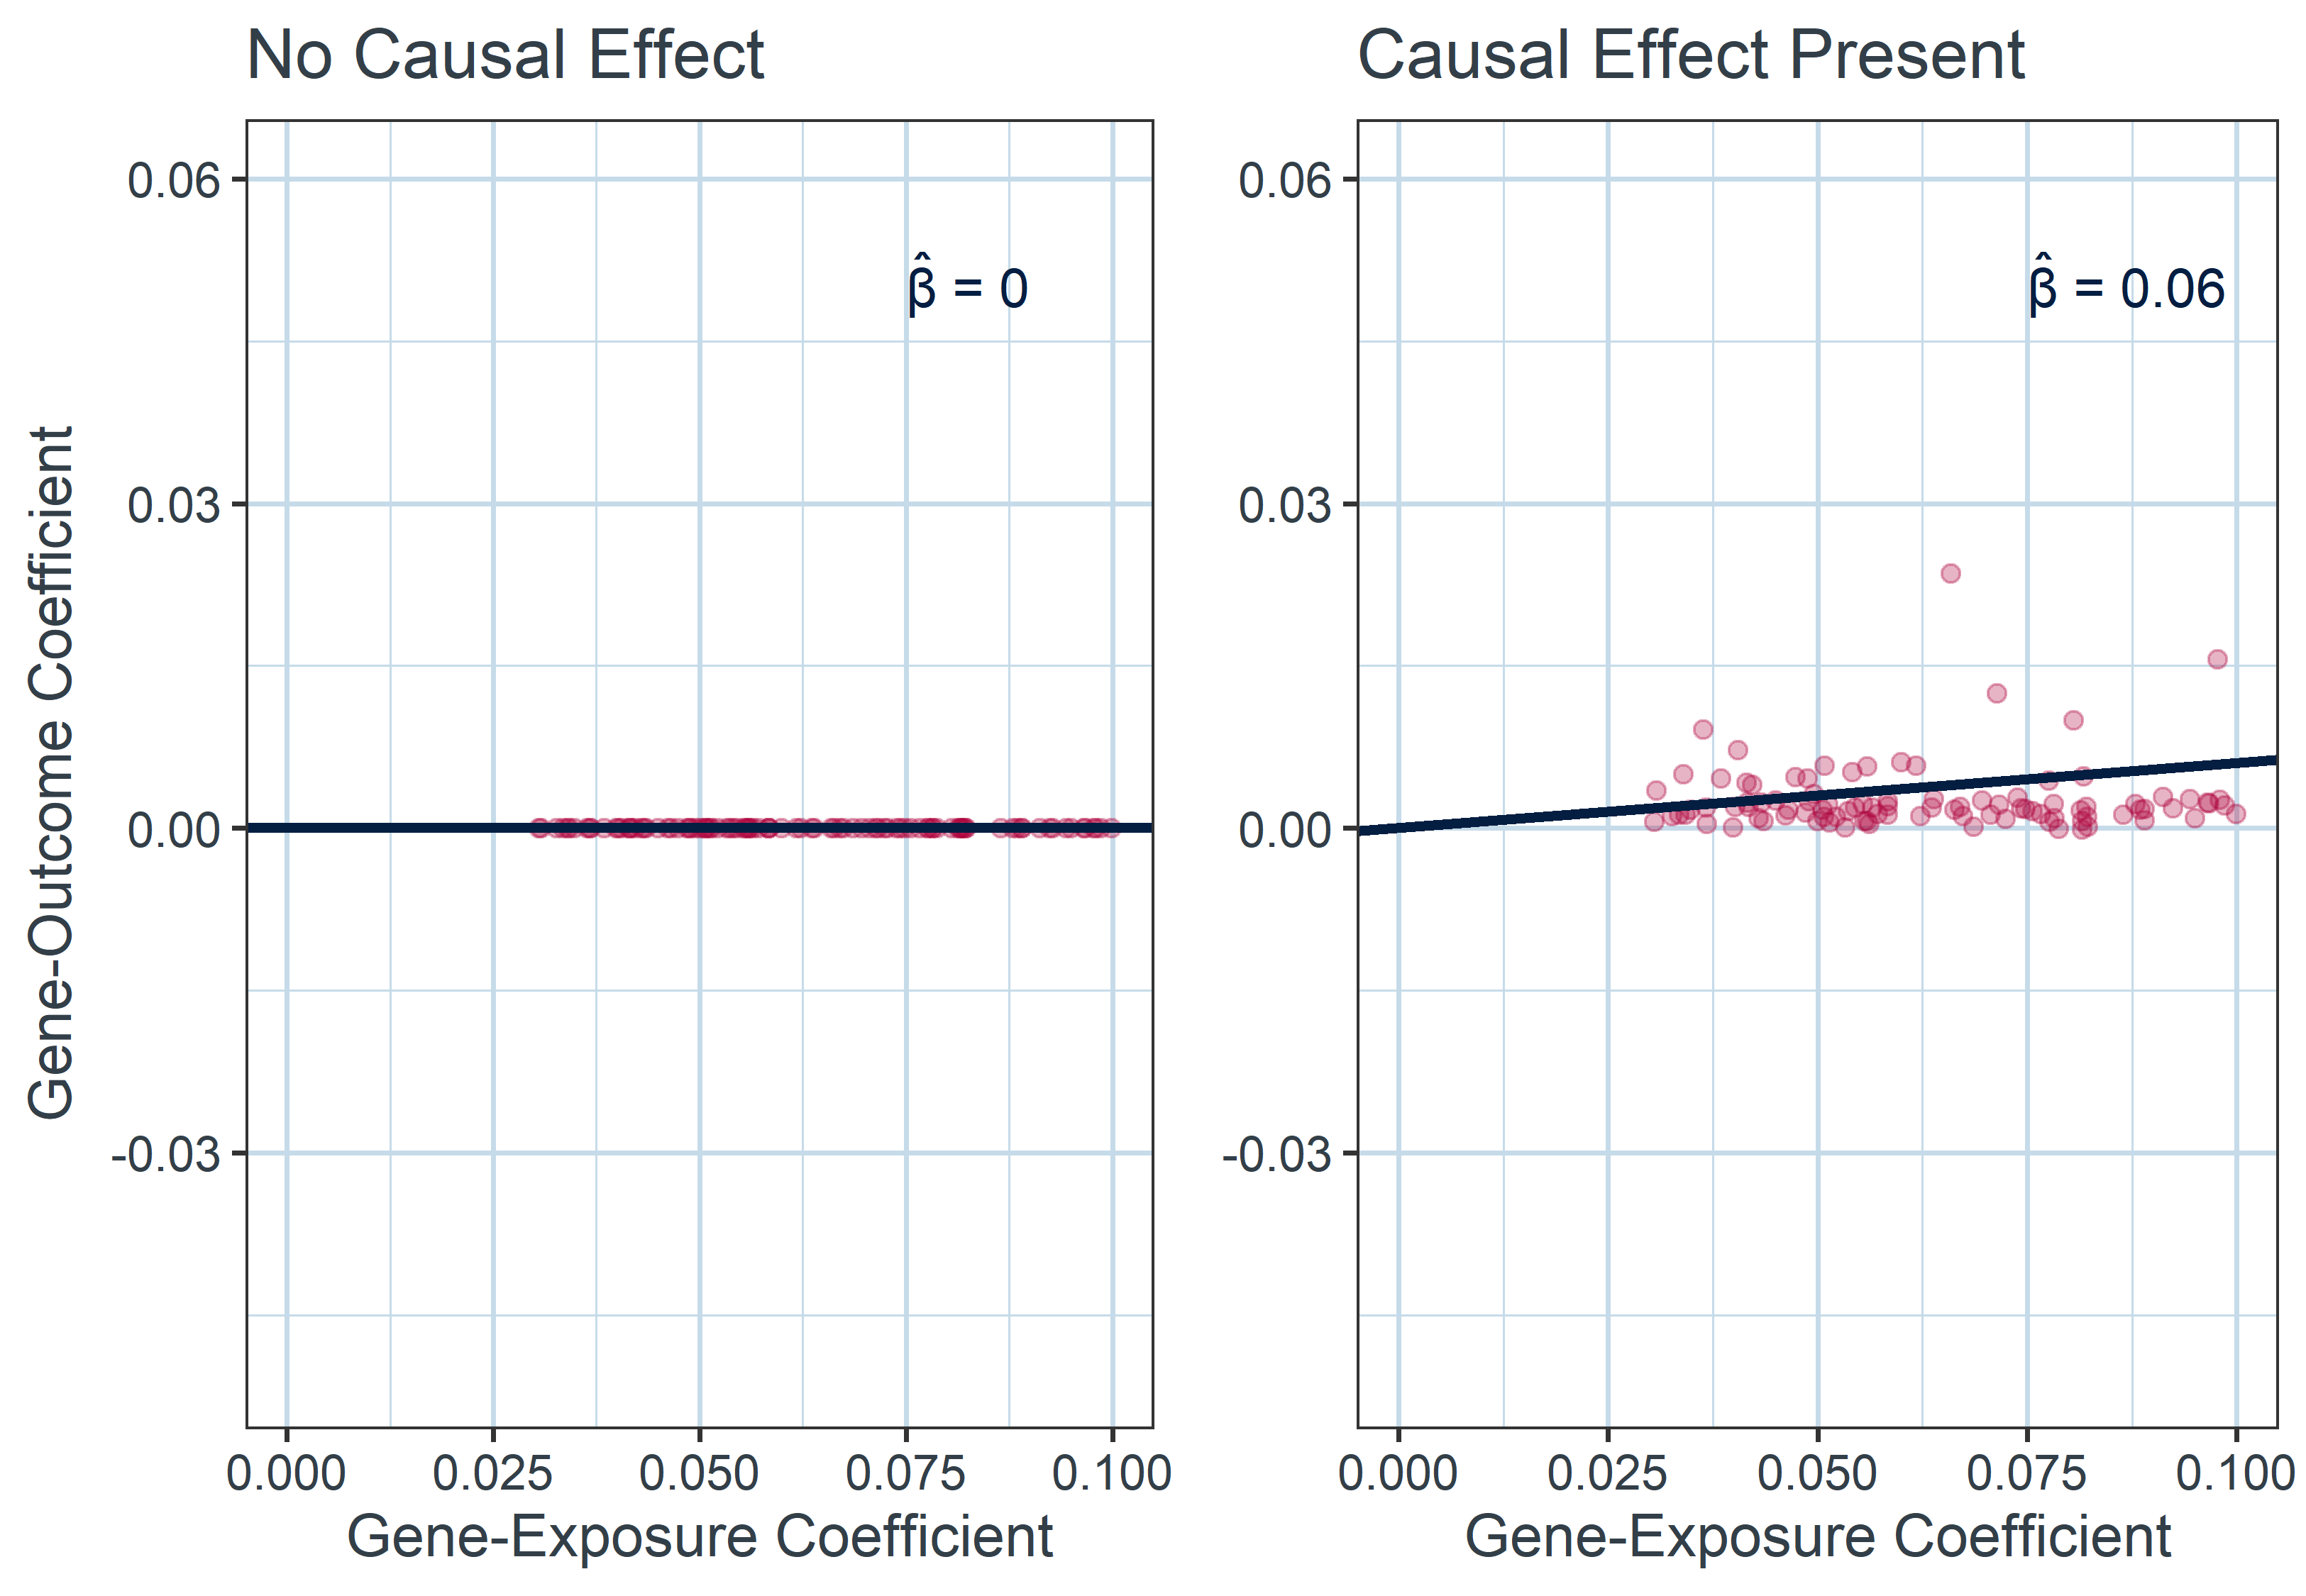 No Causal Effect
Causal Effect Present
Gene-Outcome Coefficient
0.06
0.03
0.00
-0.03
β̂ = 0
0.000 0.025 0.050 0.075 0.100
Gene-Exposure Coefficient
0.06
0.03
0.00
-0.03
β̂ = 0.06
0.000 0.025 0.050 0.075 0.100
Gene-Exposure Coefficient